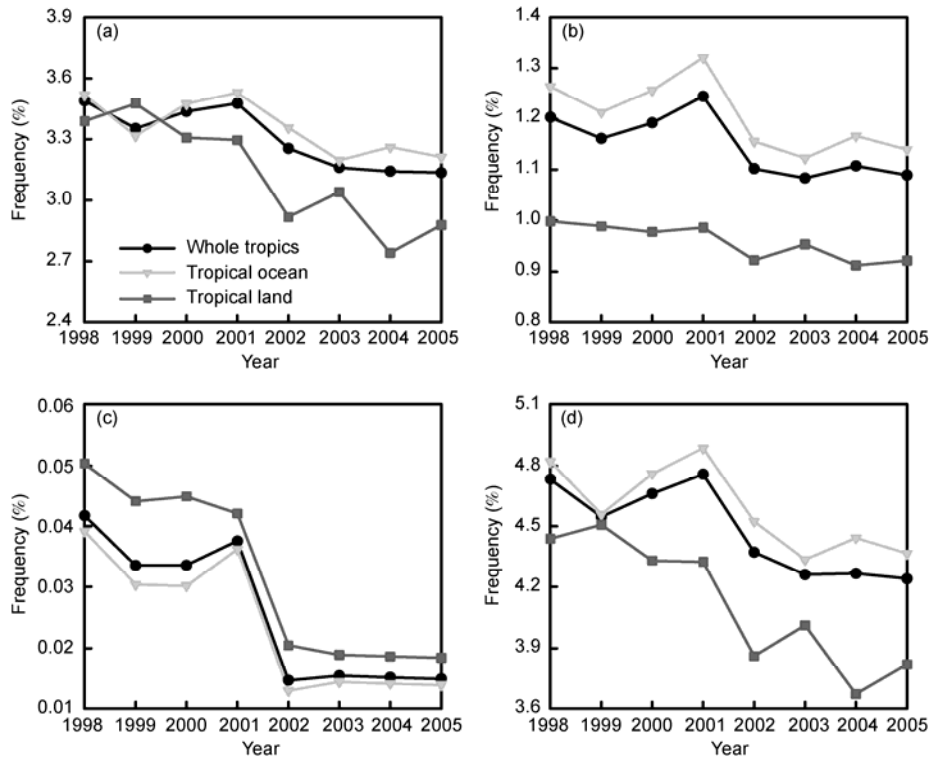 (a)
Frequency (%)
3.9
3.6
3.3
3.0
2.7
2.4
Whole tropics
Tropical ocean
Tropical land
1998 1999 2000 2001 2002 2003 2004 2005
Year
(b)
Frequency (%)
1.4
1.3
1.2
1.1
1.0
0.9
0.8
1998 1999 2000 2001 2002 2003 2004 2005
Year
(c)
Frequency (%)
0.06
0.05
0.04
0.03
0.02
0.01
1998 1999 2000 2001 2002 2003 2004 2005
Year
(d)
Frequency (%)
5.1
4.8
4.5
4.2
3.9
3.6
1998 1999 2000 2001 2002 2003 2004 2005
Year